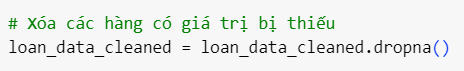 # Xóa các hàng có giá trị bị thiếu
loan_data_cleaned = loan_data_cleaned.dropna()